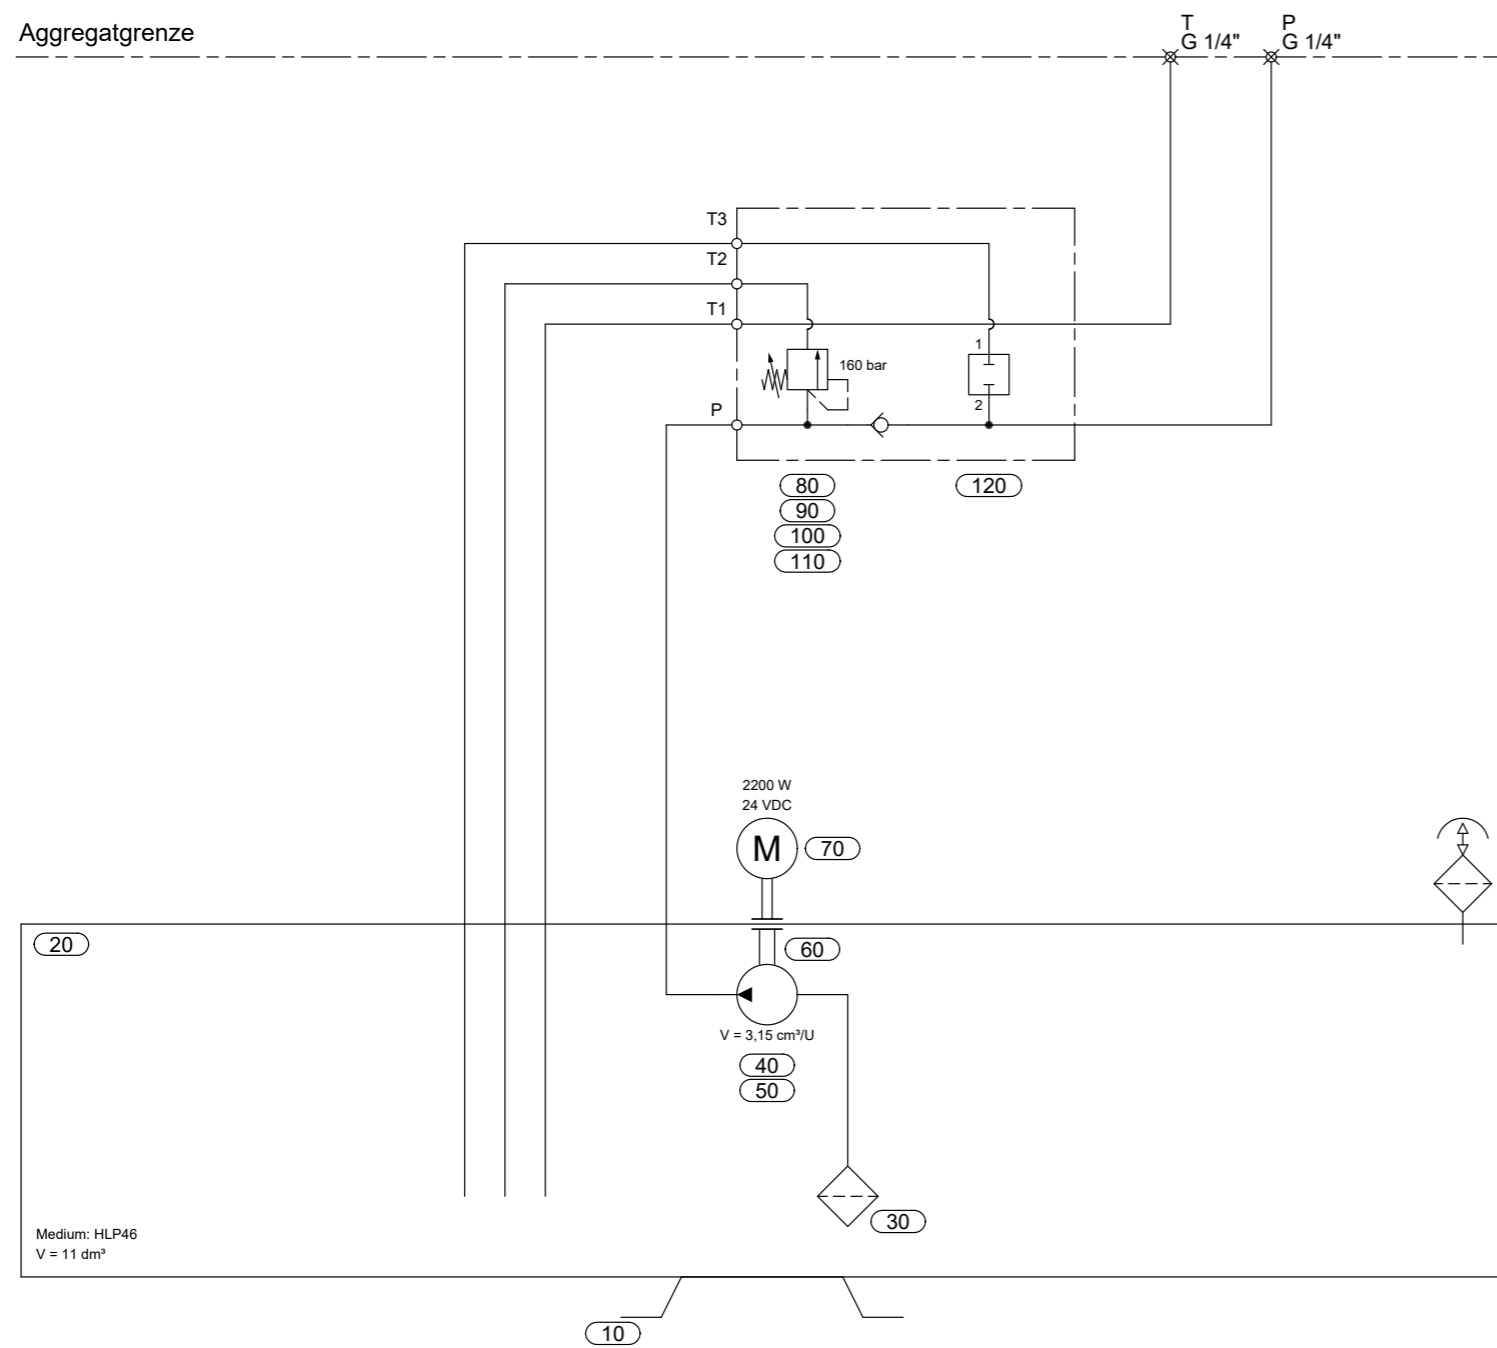 Aggregatgrenze
T
G 1/4"
P
G 1/4"
T3
T2
T1
1
160 bar
2
P
80
120
90
100
110
2200 W
24 VDC
M
70
20
60
V = 3,15 cm³/U
40
50
30
Medium: HLP46
V = 11 dm³
10